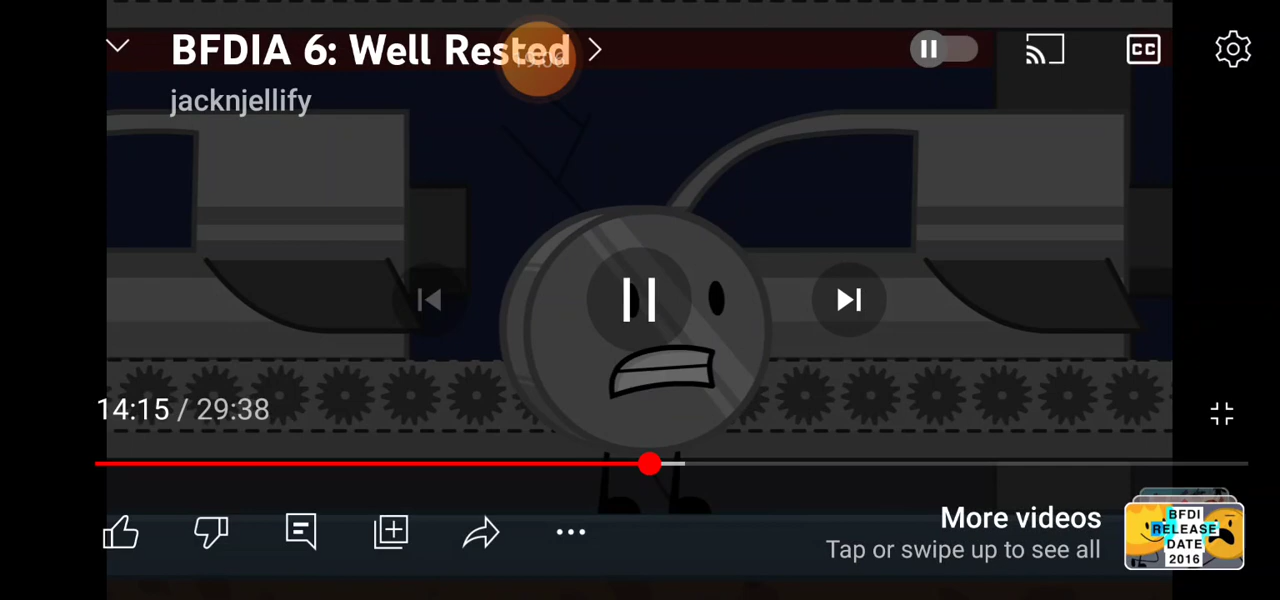 BFDIA 6: Well Rested
jacknjellify
CC
14:15 / 29:38
More videos
Tap or swipe up to see all
BFDI
RELEASE
DATE
2016